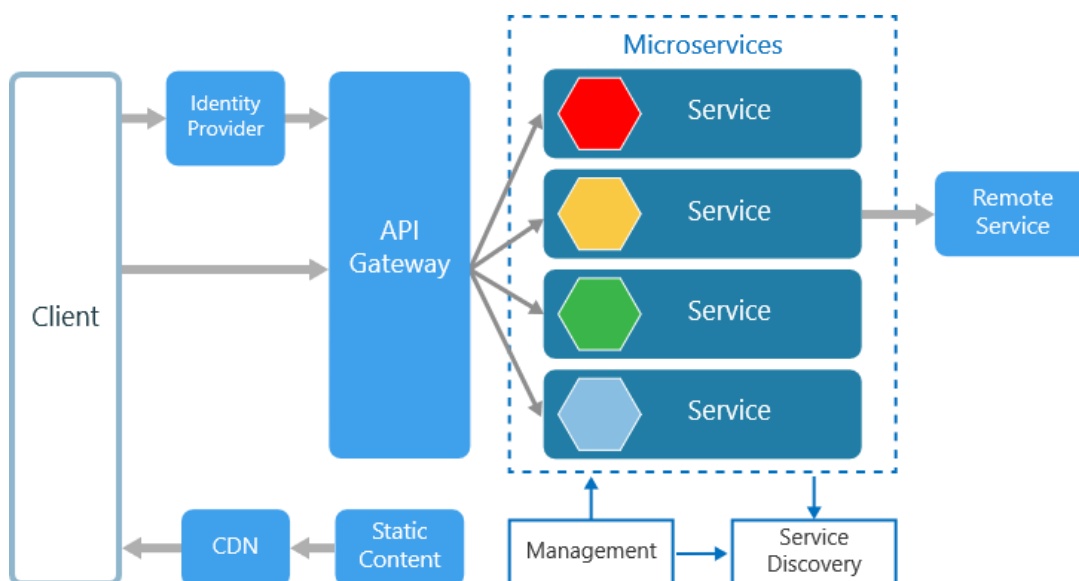 Microservices
Identity
Provider
Service
API
Gateway
Service
Remote
Service
Client
Service
Service
CDN
Static
Content
Management
Service
Discovery